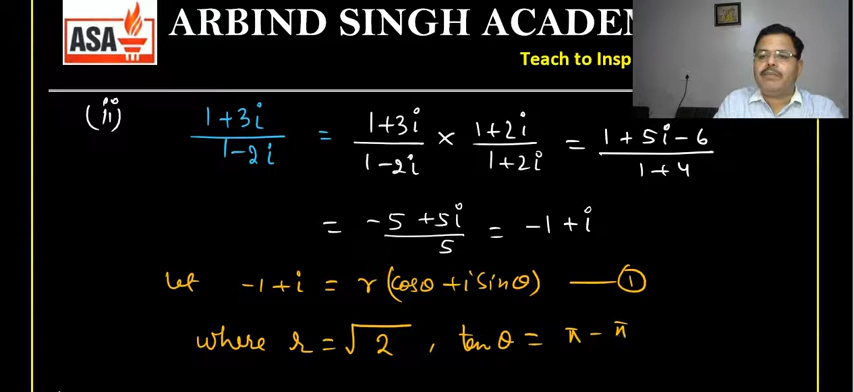 ARBIND SINGH ACADEM
ASA
Teach to Insp
(ii) 1+3i / 1-2i = 1+3i / 1-2i × 1+2i / 1+2i = 1+5i-6 / 1+4
= -5+5i / 5 = -1+i
Let -1+i = r(cosθ + i sinθ) —— ①
where r = √2, tanθ = π - π